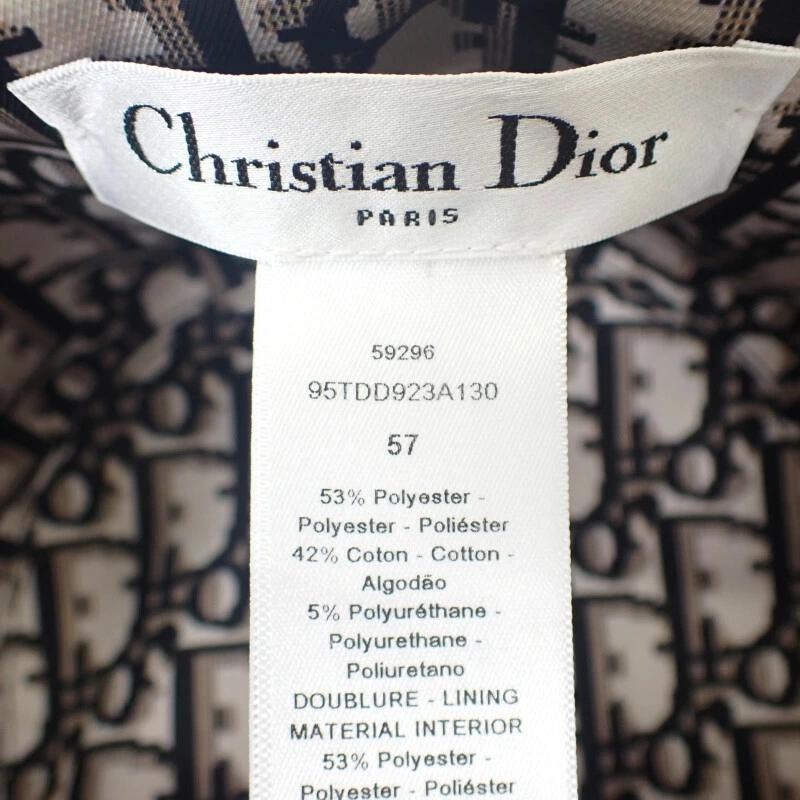 Christian Dior
PARIS
59296
95TDD923A130
57
53% Polyester -
Polyester - Poliéster
42% Coton - Cotton -
Algodão
5% Polyuréthane -
Polyurethane -
Poliuretano
DOUBLURE - LINING
MATERIAL INTERIOR
53% Polyester -
Polyester - Poliéster